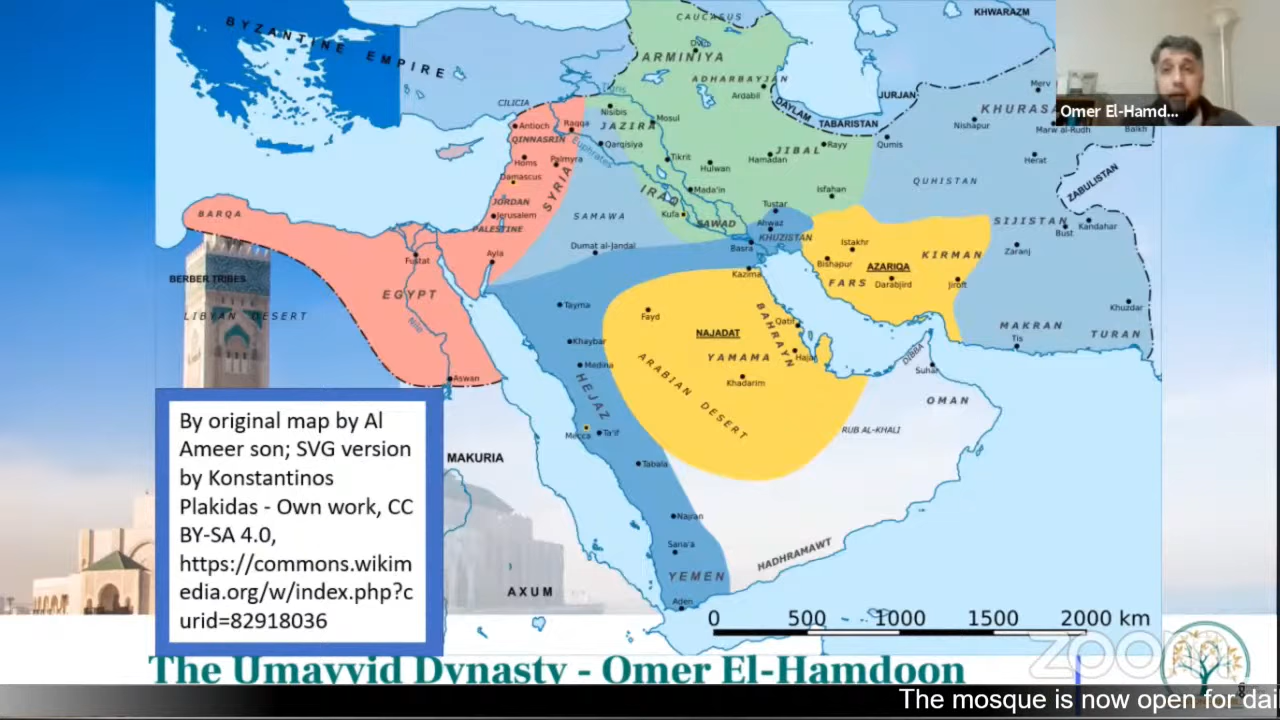 CAUCASUS
KHWARAZM
BYZANTINE EMPIRE
ARMINIYA
ADHARBAYJAN
Ardabil
DAYLAM
JURJAN
TABARISTAN
Merv
KHURAS
Nishapur
Marw al-Rudh
Balkh
Omer El-Hamd...
CILICIA
Tigris
Nisibis
Antioch
Raqqa
JAZIRA
Mosul
QINNASRIN
Euphrates
Qarqisiya
JIBAL
Rayy
Qumis
Hamadan
Herat
Homs
Palmyra
Tikrit
Hulwan
Damascus
SYRIA
QUHISTAN
ZABULISTAN
IRAQ
Mada'in
Isfahan
JORDAN
Jerusalem
BARQA
SAMAWA
Kufa
SAWAD
Tustar
Ahwaz
KHUZISTAN
SIJISTAN
Bust
Kandahar
PALESTINE
Dumat al-Jandal
Basra
Istakhr
KIRMAN
Zaranj
Fustat
Ayla
Kazima
Bishapur
AZARIQA
BERBER TRIBES
EGYPT
FARS
Darabjird
Jiroft
LIBYAN DESERT
Nile
Tayma
Fayd
BAHRAYN
Qatif
Khuzdar
NAJADAT
MAKRAN
TURAN
Tis
Khaybar
YAMAMA
Hajar
DIBBA
Suhar
Medina
Aswan
HEJAZ
ARABIAN DESERT
Khadarim
OMAN
Mecca
Ta'if
RUB AL-KHALI
MAKURIA
Tabala
Najran
Sana'a
HADHRAMAWT
YEMEN
AXUM
Aden
0 500 1000 1500 2000 km
By original map by Al
Ameer son; SVG version
by Konstantinos
Plakidas - Own work, CC
BY-SA 4.0,
https://commons.wikim
edia.org/w/index.php?c
urid=82918036
zoom
The Umayyid Dynasty - Omer El-Hamdoon
The mosque is now open for dai